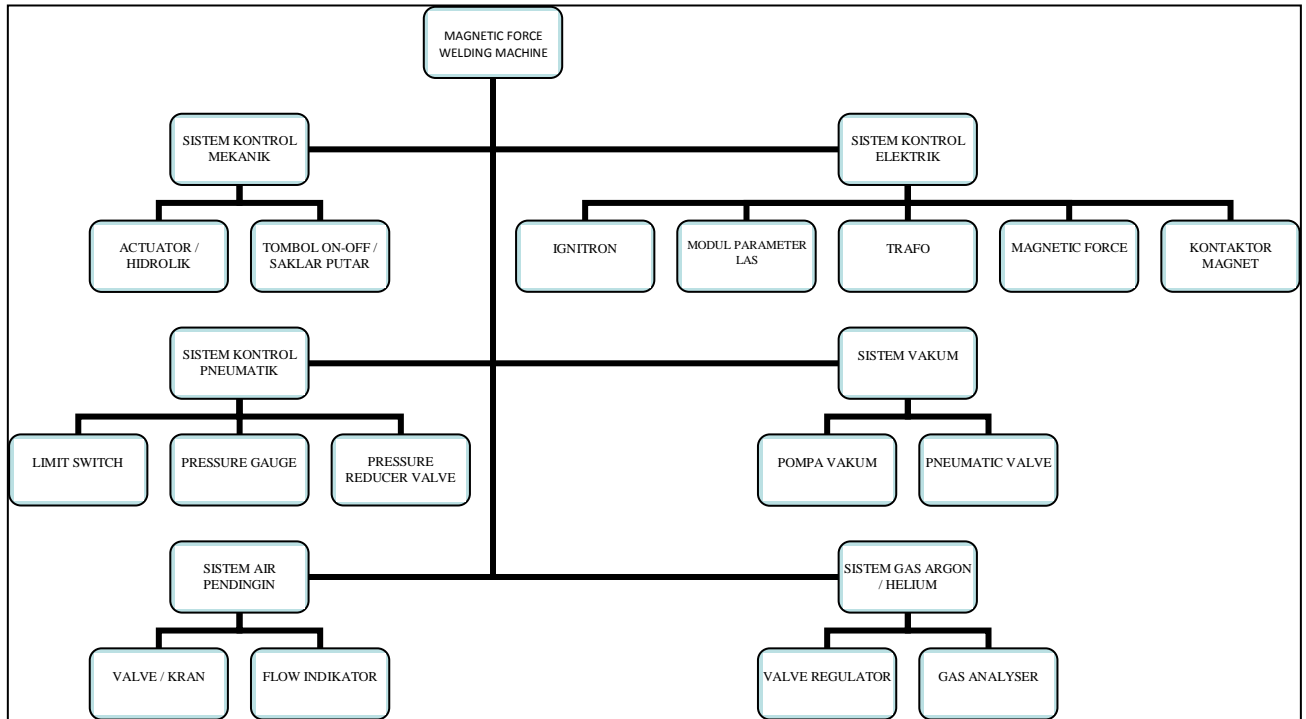 MAGNETIC FORCE
WELDING MACHINE
SISTEM KONTROL
MEKANIK
SISTEM KONTROL
ELEKTRIK
ACTUATOR /
HIDROLIK
TOMBOL ON-OFF /
SAKLAR PUTAR
IGNITRON
MODUL PARAMETER
LAS
TRAFO
MAGNETIC FORCE
KONTAKTOR
MAGNET
SISTEM KONTROL
PNEUMATIK
SISTEM VAKUM
LIMIT SWITCH
PRESSURE GAUGE
PRESSURE
REDUCER VALVE
POMPA VAKUM
PNEUMATIC VALVE
SISTEM AIR
PENDINGIN
SISTEM GAS ARGON
/ HELIUM
VALVE / KRAN
FLOW INDIKATOR
VALVE REGULATOR
GAS ANALYSER